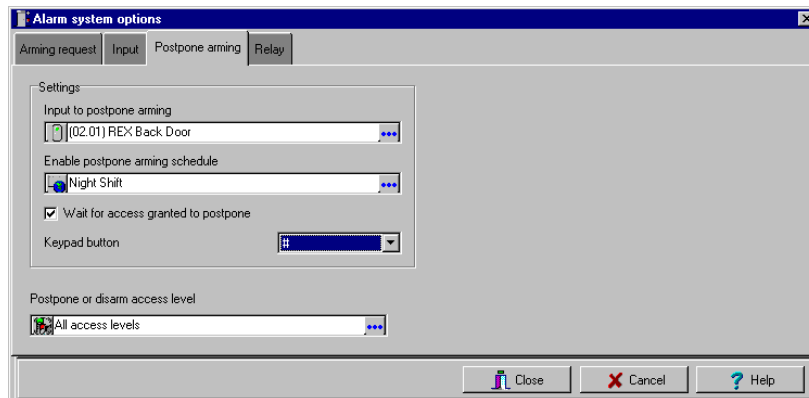 Alarm system options
Arming request Input Postpone arming Relay
Settings
Input to postpone arming
(02.01) REX Back Door
Enable postpone arming schedule
Night Shift
Wait for access granted to postpone
Keypad button #
Postpone or disarm access level
All access levels
Close Cancel Help